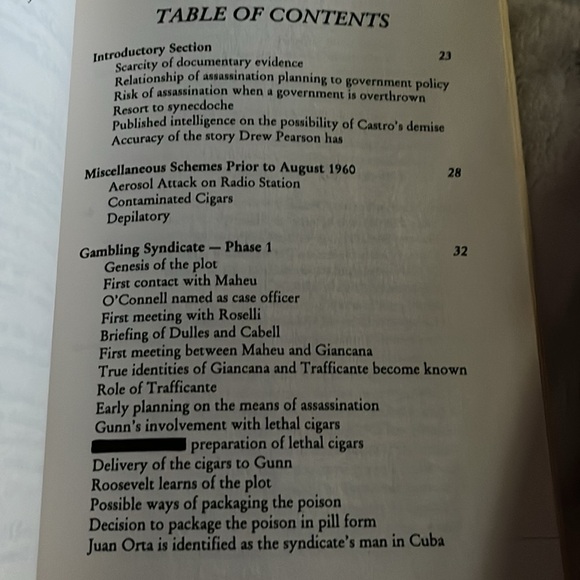 TABLE OF CONTENTS
Introductory Section 23
Scarcity of documentary evidence
Relationship of assassination planning to government policy
Risk of assassination when a government is overthrown
Resort to synecdoche
Published intelligence on the possibility of Castro's demise
Accuracy of the story Drew Pearson has
Miscellaneous Schemes Prior to August 1960 28
Aerosol Attack on Radio Station
Contaminated Cigars
Depilatory
Gambling Syndicate — Phase 1 32
Genesis of the plot
First contact with Maheu
O'Connell named as case officer
First meeting with Roselli
Briefing of Dulles and Cabell
First meeting between Maheu and Giancana
True identities of Giancana and Trafficante become known
Role of Trafficante
Early planning on the means of assassination
Gunn's involvement with lethal cigars
preparation of lethal cigars
Delivery of the cigars to Gunn
Roosevelt learns of the plot
Possible ways of packaging the poison
Decision to package the poison in pill form
Juan Orta is identified as the syndicate's man in Cuba